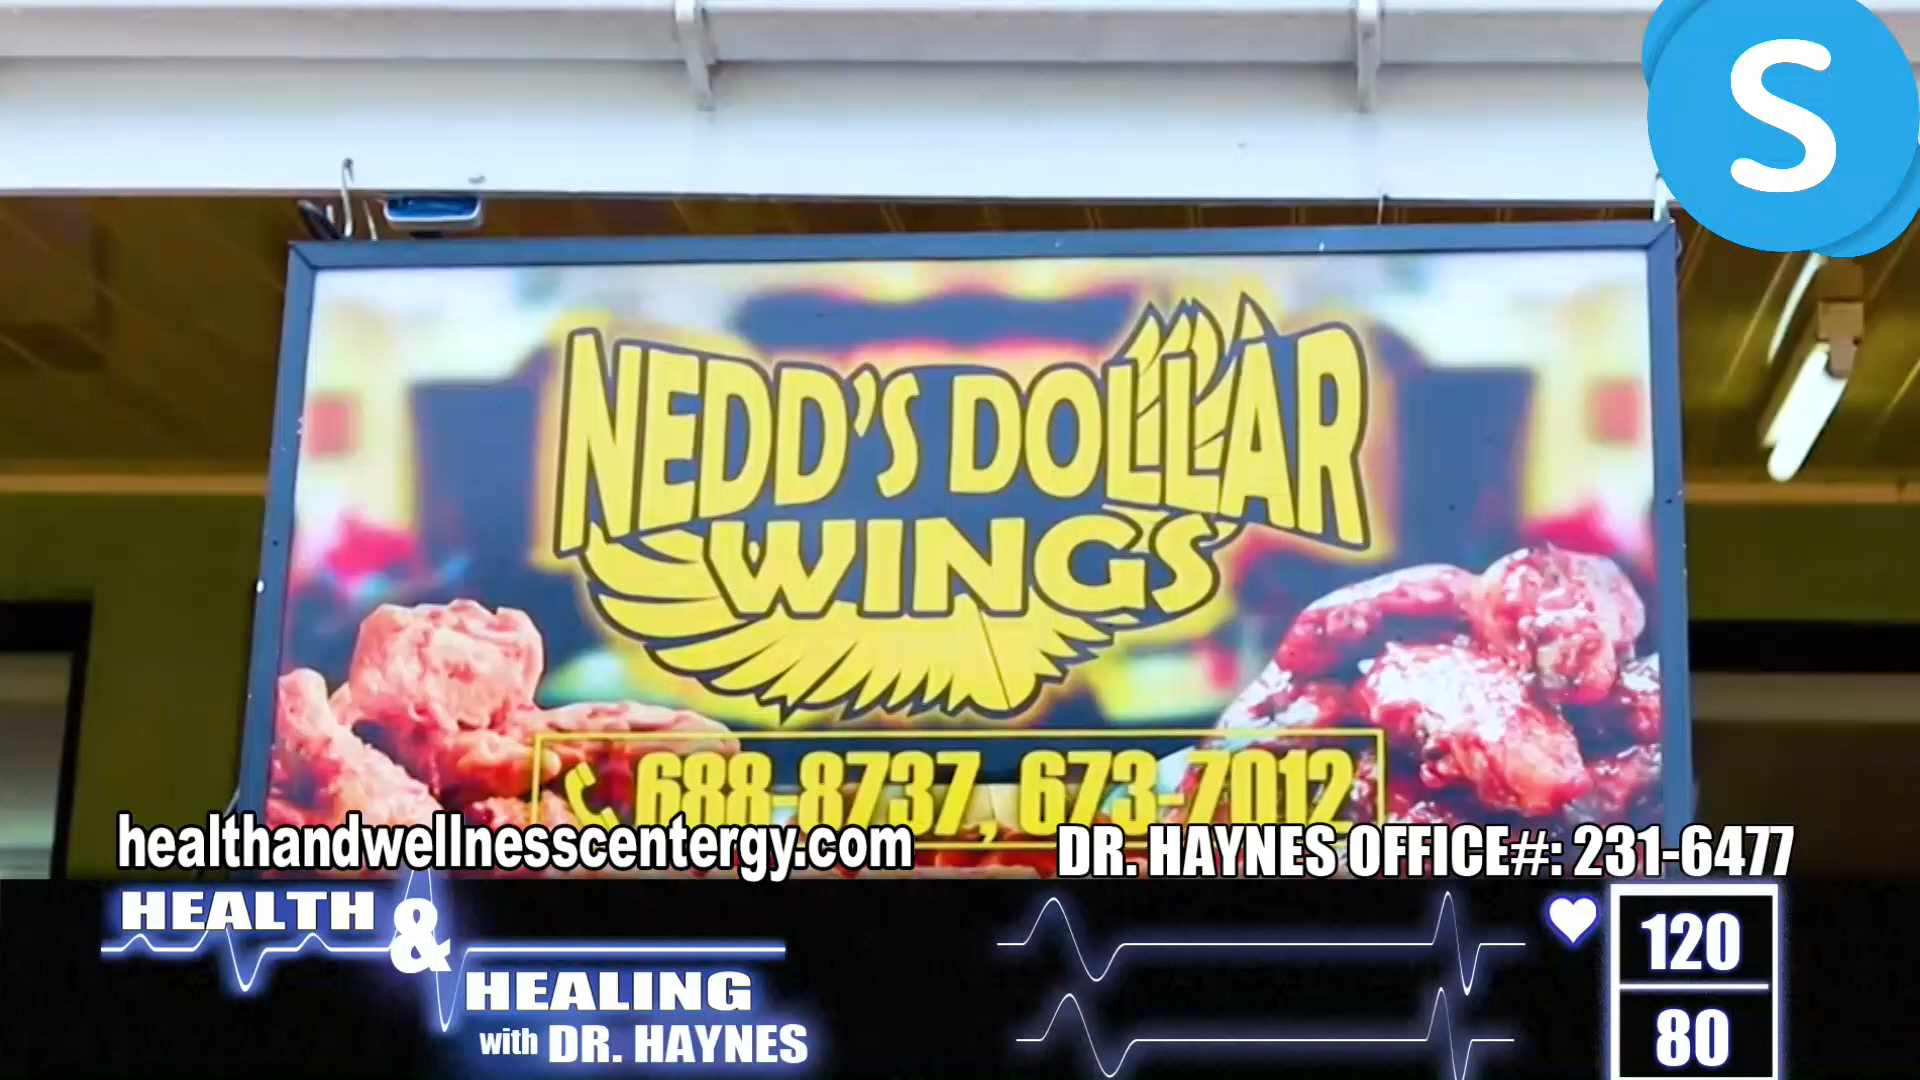 S
NEDD'S DOLLAR
WINGS
688-8737, 673-7012
healthandwellnesscentergy.com
DR. HAYNES OFFICE#: 231-6477
HEALTH
&
HEALING
with DR. HAYNES
120
80